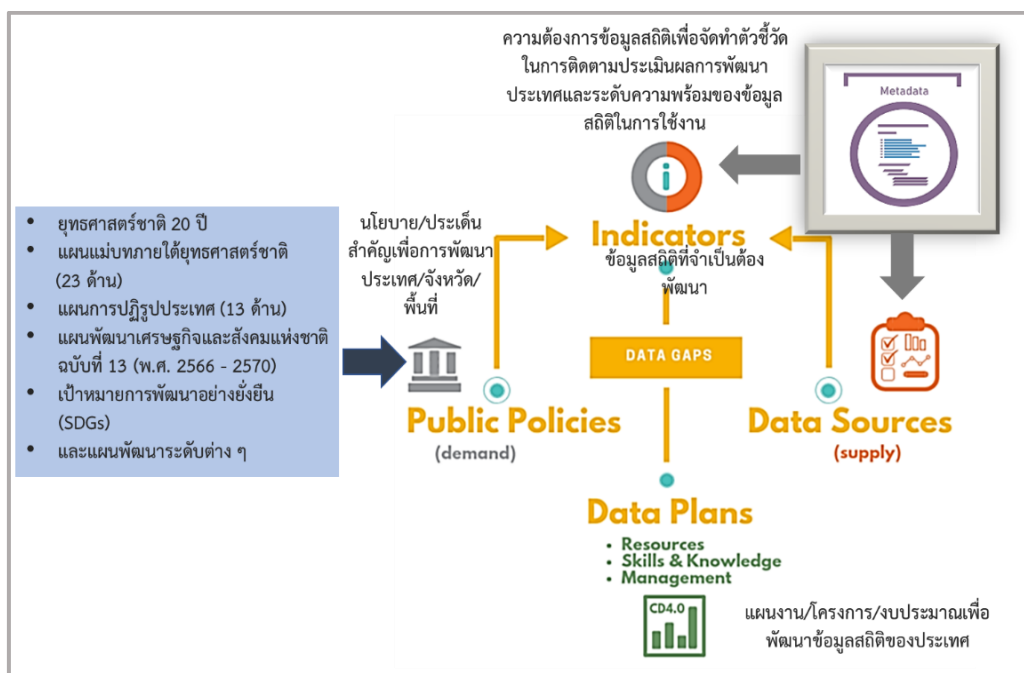 ความต้องการข้อมูลสถิติเพื่อจัดทำตัวชี้วัด
ในการติดตามประเมินผลการพัฒนา
ประเทศและระดับความพร้อมของข้อมูล
สถิติในการใช้งาน
Metadata
• ยุทธศาสตร์ชาติ 20 ปี
• แผนแม่บทภายใต้ยุทธศาสตร์ชาติ
(23 ด้าน)
• แผนการปฏิรูปประเทศ (13 ด้าน)
• แผนพัฒนาเศรษฐกิจและสังคมแห่งชาติ
ฉบับที่ 13 (พ.ศ. 2566 - 2570)
• เป้าหมายการพัฒนาอย่างยั่งยืน
(SDGs)
• และแผนพัฒนาระดับต่าง ๆ
นโยบาย/ประเด็น
สำคัญเพื่อการพัฒนา
ประเทศ/จังหวัด/
พื้นที่
Indicators
ข้อมูลสถิติที่จำเป็นต้อง
พัฒนา
DATA GAPS
Public Policies
(demand)
Data Sources
(supply)
Data Plans
• Resources
• Skills & Knowledge
• Management
CD4.0
แผนงาน/โครงการ/งบประมาณเพื่อ
พัฒนาข้อมูลสถิติของประเทศ